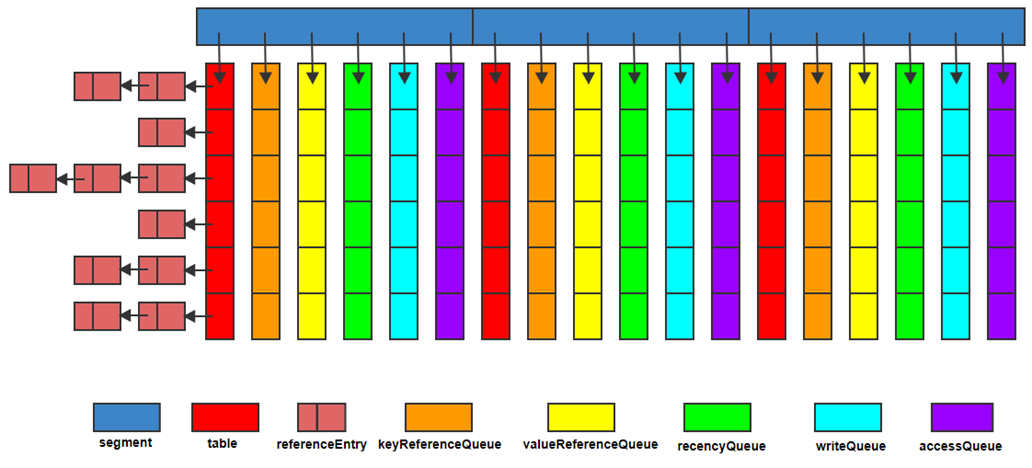 segment
table
referenceEntry
keyReferenceQueue
valueReferenceQueue
recencyQueue
writeQueue
accessQueue